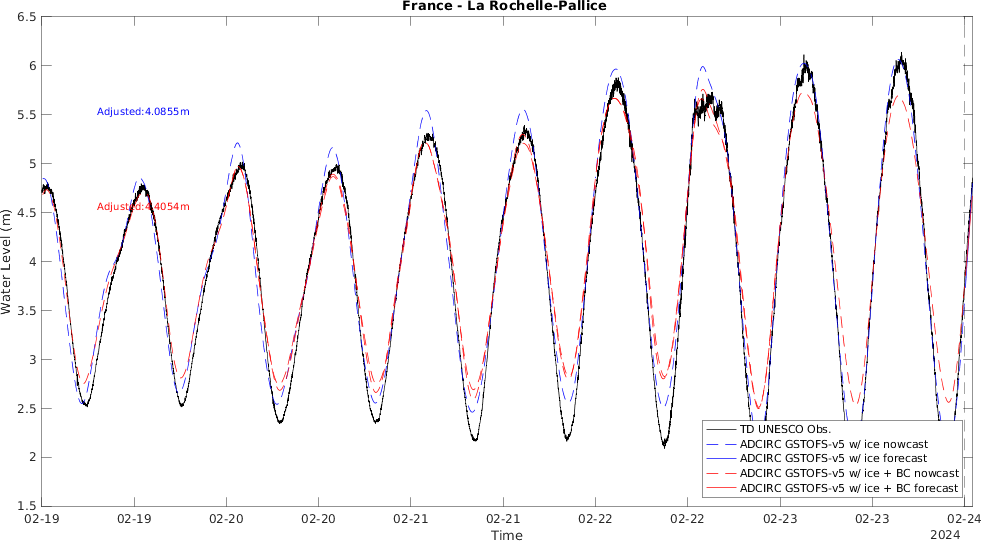 France - La Rochelle-Pallice
6.5
6
5.5
5
4.5
4
3.5
3
2.5
2
1.5
Water Level (m)
Adjusted:4.0855m
Adjusted:4.4054m
TD UNESCO Obs.
ADCIRC GSTOFS-v5 w/ ice nowcast
ADCIRC GSTOFS-v5 w/ ice forecast
ADCIRC GSTOFS-v5 w/ ice + BC nowcast
ADCIRC GSTOFS-v5 w/ ice + BC forecast
02-19 02-19 02-20 02-20 02-21 02-21 02-22 02-22 02-23 02-23 02-24
Time 2024